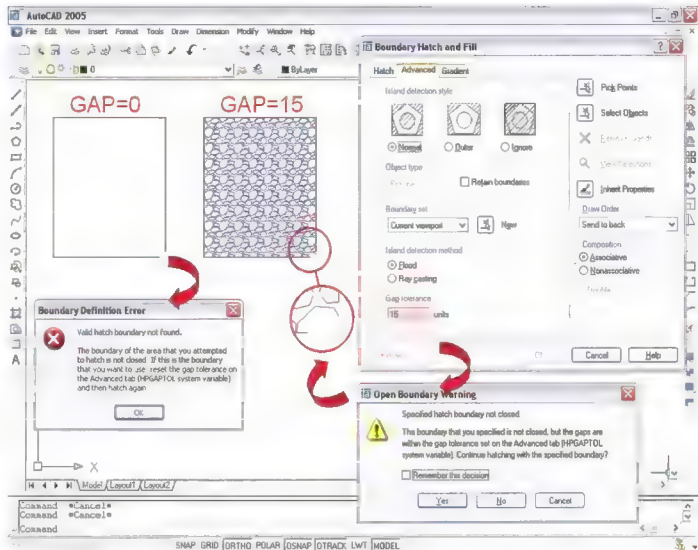 AutoCAD 2005
File Edit View Insert Format Tools Draw Dimension Modify Window Help
0
ByLayer
GAP=0
GAP=15
Boundary Hatch and Fill
Hatch Advanced Gradient
Island detection style
Normal Outer Ignore
Object type
Retain boundaries
Boundary set
Current viewport New
Island detection method
Flood
Ray casting
Gap tolerance
15 units
Pick Points
Select Objects
Inherit Properties
Draw Order
Send to back
Composition
Associative
Nonassociative
Cancel Help
Boundary Definition Error
Valid hatch boundary not found.
The boundary of the area that you attempted
to hatch is not closed. If this is the boundary
that you want to use reset the gap tolerance on
the Advanced tab (HPGAPTOL system variable)
and then hatch again
OK
Open Boundary Warning
Specified hatch boundary not closed
The boundary that you specified is not closed, but the gaps are
within the gap tolerance set on the Advanced tab (HPGAPTOL
system variable). Continue hatching with the specified boundary?
Remember this decision
Yes No Cancel
X
Model Layout1 Layout2
Command *Cancel*
Command *Cancel*
Command
SNAP GRID ORTHO POLAR OSNAP OTRACK LWT MODEL